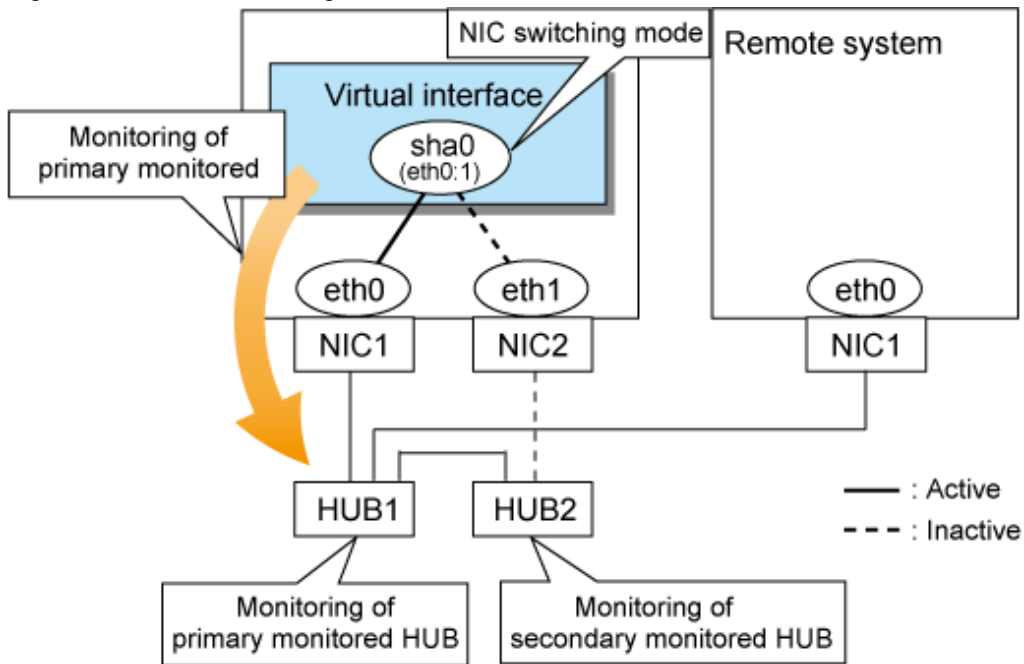 NIC switching mode
Remote system
Virtual interface
sha0
(eth0:1)
Monitoring of
primary monitored
eth0
eth1
eth0
NIC1
NIC2
NIC1
HUB1
HUB2
: Active
: Inactive
Monitoring of
primary monitored HUB
Monitoring of
secondary monitored HUB